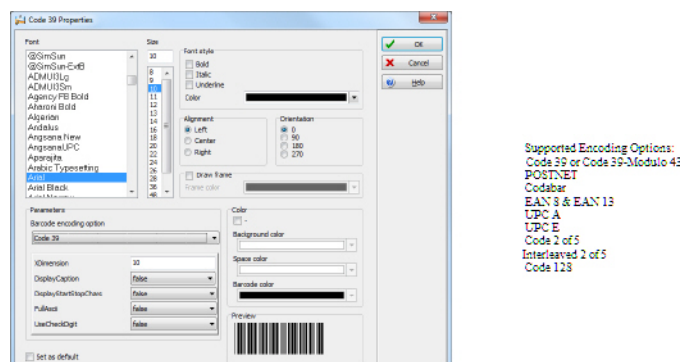 Code 39 Properties
Font
@SimSun
@SimSun-ExtB
ADMUI3Lg
ADMUI3Sm
Agency FB Bold
Aharoni Bold
Algerian
Andalus
Angsana New
AngsanaUPC
Aparajita
Arabic Typesetting
Arial
Arial Black
Size
10
8
9
10
11
12
13
14
16
18
20
22
24
26
28
36
48
Font style
Bold
Italic
Underline
Color
Alignment
Left
Center
Right
Orientation
0
90
180
270
Draw frame
Frame color
OK
Cancel
Help
Parameters
Barcode encoding option
Code 39
XDimension
10
DisplayCaption
false
DisplayStartStopChars
false
FullAscii
false
UseCheckDigit
false
Set as default
Color
-
Background color
Space color
Barcode color
Preview
Supported Encoding Options:
Code 39 or Code 39-Modulo 43
POSTNET
Codabar
EAN 8 & EAN 13
UPC A
UPC E
Code 2 of 5
Interleaved 2 of 5
Code 128